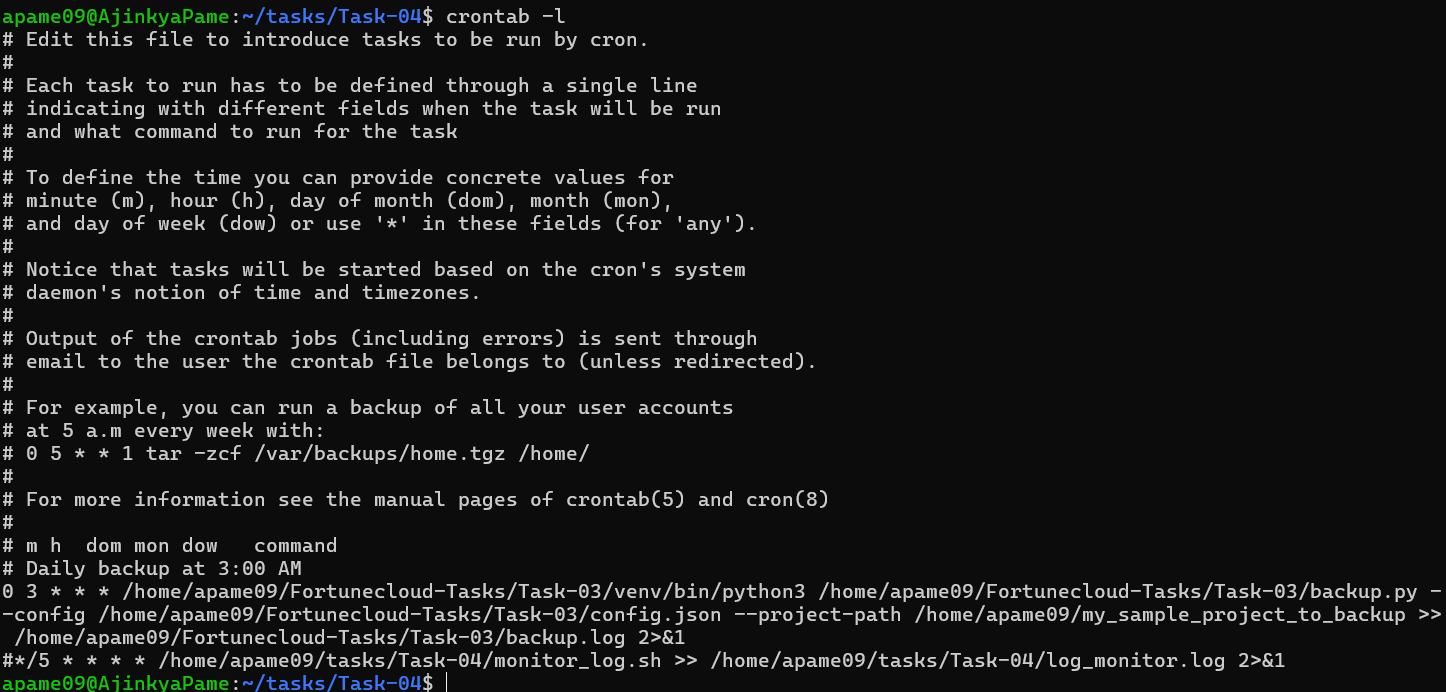 apame09@AjinkyaPame:~/tasks/Task-04$ crontab -l
# Edit this file to introduce tasks to be run by cron.
#
# Each task to run has to be defined through a single line
# indicating with different fields when the task will be run
# and what command to run for the task
#
# To define the time you can provide concrete values for
# minute (m), hour (h), day of month (dom), month (mon),
# and day of week (dow) or use '*' in these fields (for 'any').
#
# Notice that tasks will be started based on the cron's system
# daemon's notion of time and timezones.
#
# Output of the crontab jobs (including errors) is sent through
# email to the user the crontab file belongs to (unless redirected).
#
# For example, you can run a backup of all your user accounts
# at 5 a.m every week with:
# 0 5 * * 1 tar -zcf /var/backups/home.tgz /home/
#
# For more information see the manual pages of crontab(5) and cron(8)
#
# m h  dom mon dow   command
# Daily backup at 3:00 AM
0 3 * * * /home/apame09/Fortunecloud-Tasks/Task-03/venv/bin/python3 /home/apame09/Fortunecloud-Tasks/Task-03/backup.py -
-config /home/apame09/Fortunecloud-Tasks/Task-03/config.json --project-path /home/apame09/my_sample_project_to_backup >>
 /home/apame09/Fortunecloud-Tasks/Task-03/backup.log 2>&1
#*/5 * * * * /home/apame09/tasks/Task-04/monitor_log.sh >> /home/apame09/tasks/Task-04/log_monitor.log 2>&1
apame09@AjinkyaPame:~/tasks/Task-04$